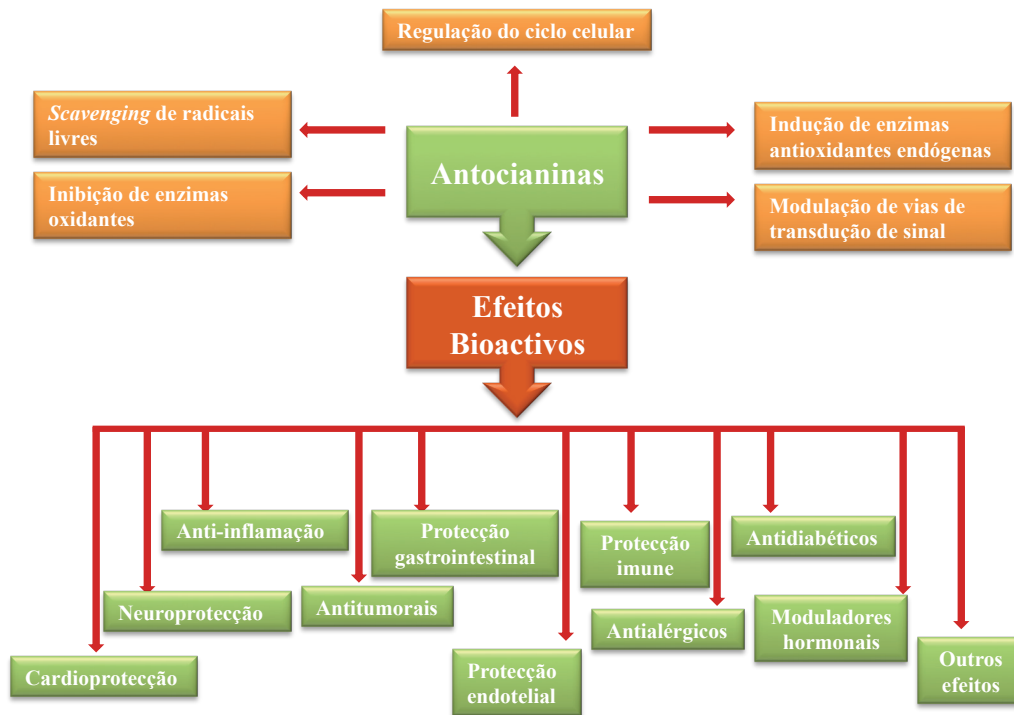 Regulação do ciclo celular
Scavenging de radicais
livres
Inibição de enzimas
oxidantes
Antocianinas
Indução de enzimas
antioxidantes endógenas
Modulação de vias de
transdução de sinal
Efeitos
Bioactivos
Cardioprotecção
Neuroprotecção
Anti-inflamação
Antitumorais
Protecção
gastrointestinal
Protecção
endotelial
Protecção
imune
Antialérgicos
Antidiabéticos
Moduladores
hormonais
Outros
efeitos